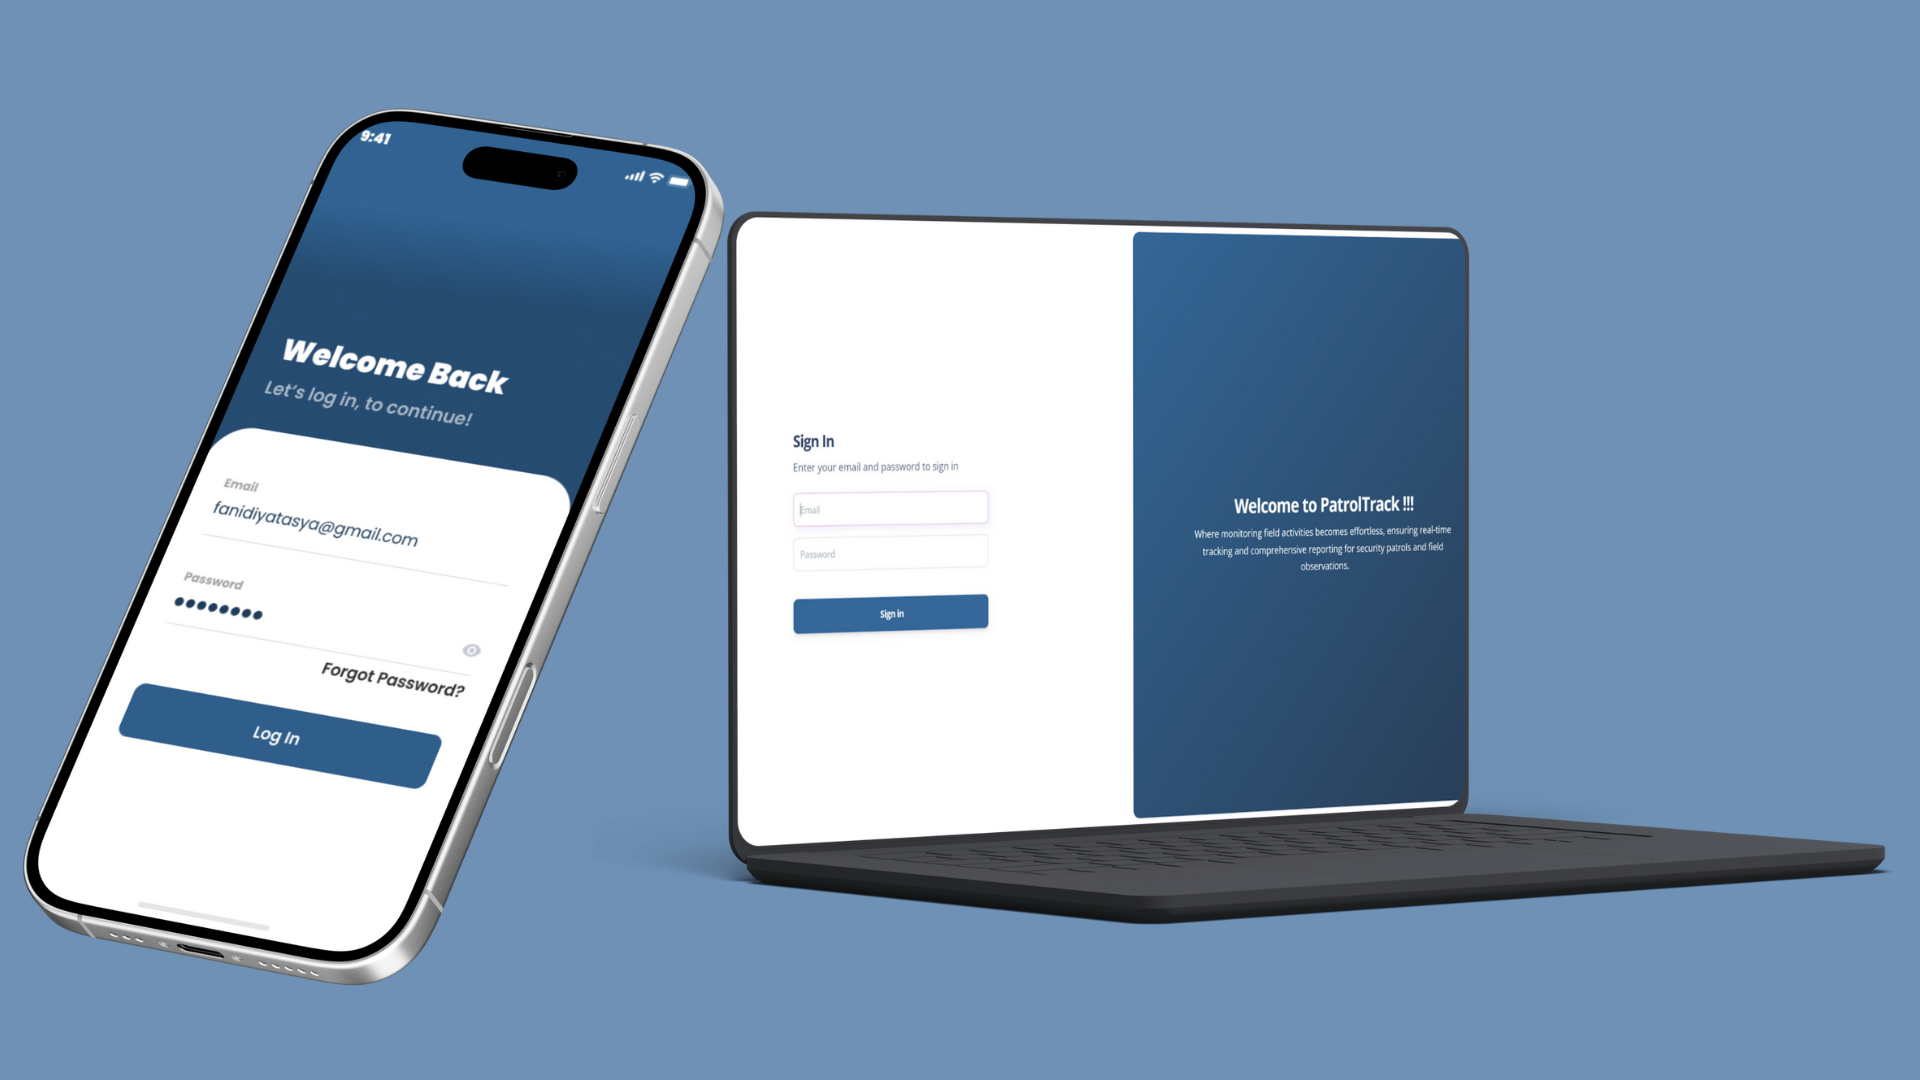 9:41
Welcome Back
Let's log in, to continue!
Email
fanidiyatasya@gmail.com
Password
Forgot Password?
Log In
Sign In
Enter your email and password to sign in
Email
Password
Sign in
Welcome to PatrolTrack !!!
Where monitoring field activities becomes effortless, ensuring real-time
tracking and comprehensive reporting for security patrols and field
observations.